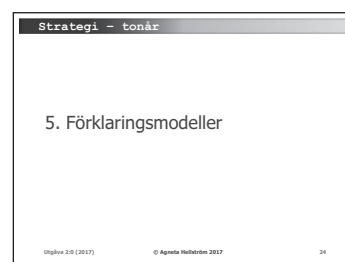 Strategi – tonår
5. Förklaringsmodeller
Utgåva 2:0 (2017) © Agneta Hellström 2017 24